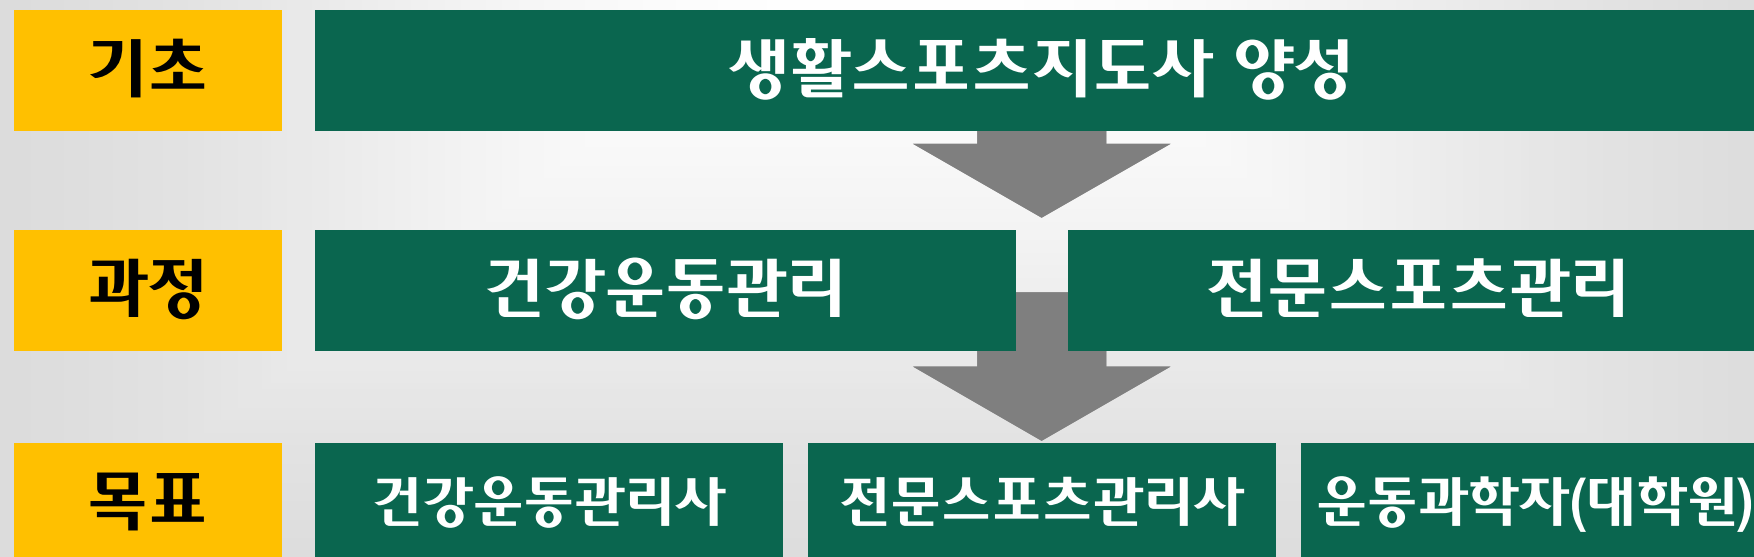 기초
생활스포츠지도사 양성
과정
건강운동관리
전문스포츠관리
목표
건강운동관리사
전문스포츠관리사
운동과학자(대학원)